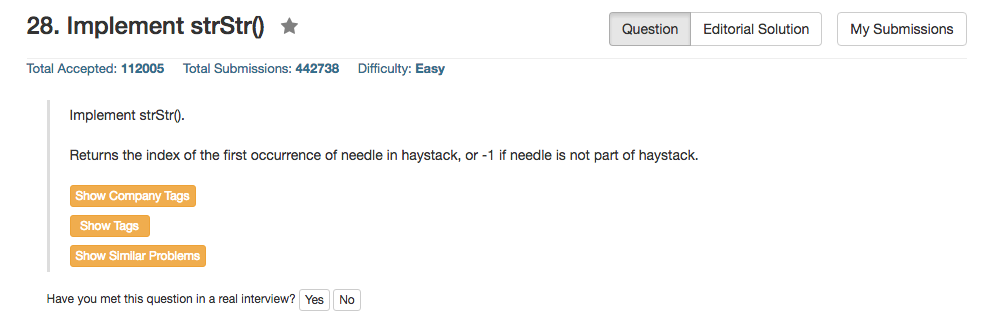 28. Implement strStr() ★ Question Editorial Solution My Submissions
Total Accepted: 112005 Total Submissions: 442738 Difficulty: Easy
Implement strStr().
Returns the index of the first occurrence of needle in haystack, or -1 if needle is not part of haystack.
Show Company Tags
Show Tags
Show Similar Problems
Have you met this question in a real interview? Yes No